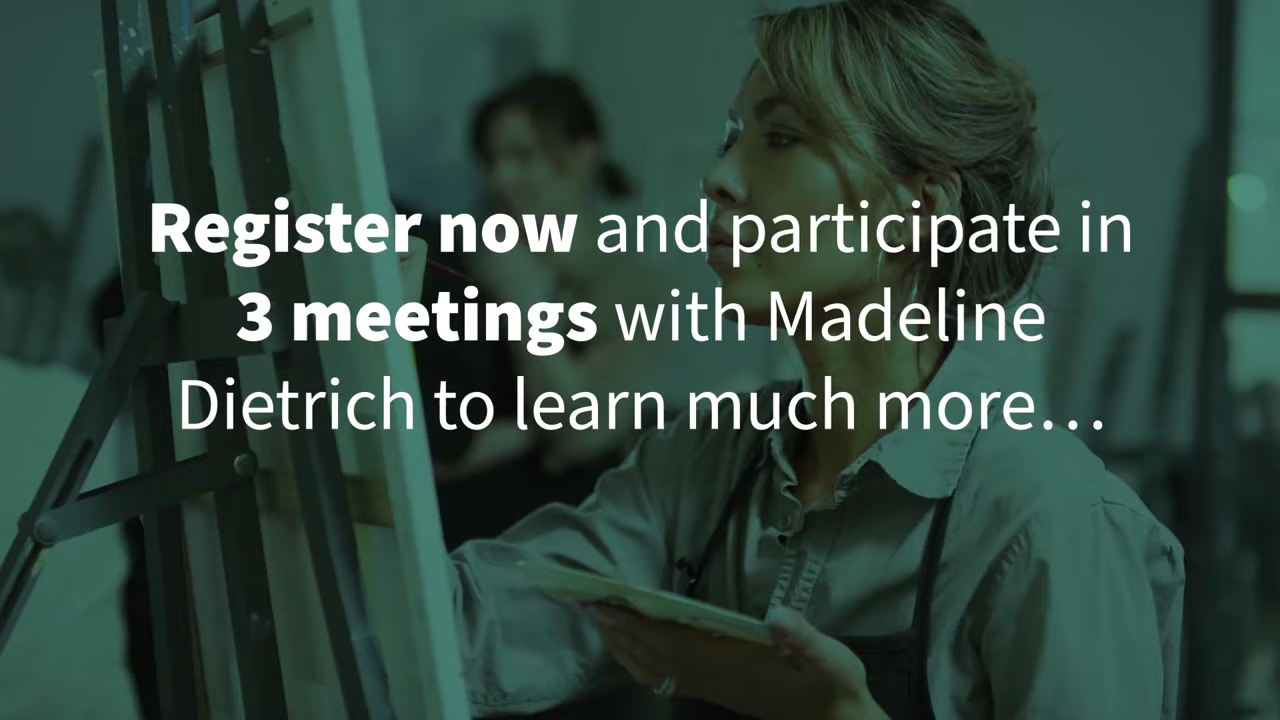 Register now and participate in
3 meetings with Madeline
Dietrich to learn much more…